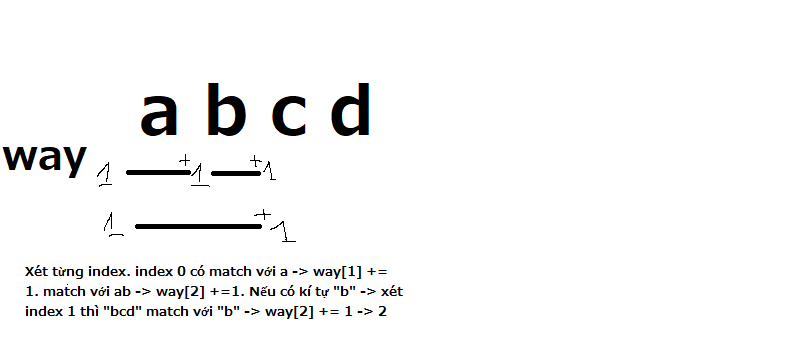 a b c d
way 1 +1 +1
1 +1
Xét từng index. index 0 có match với a -> way[1] +=
1. match với ab -> way[2] +=1. Nếu có kí tự "b" -> xét
index 1 thì "bcd" match với "b" -> way[2] += 1 -> 2